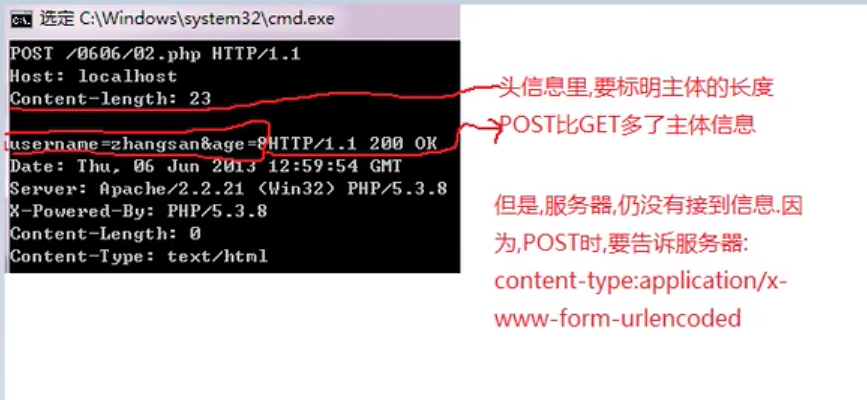 选定 C:\Windows\system32\cmd.exe
POST /0606/02.php HTTP/1.1
Host: localhost
Content-length: 23
username=zhangsan&age=8HTTP/1.1 200 OK
Date: Thu, 06 Jun 2013 12:59:54 GMT
Server: Apache/2.2.21 (Win32) PHP/5.3.8
X-Powered-By: PHP/5.3.8
Content-Length: 0
Content-Type: text/html
头信息里,要标明主体的长度
POST比GET多了主体信息
但是,服务器,仍没有接到信息.因
为,POST时,要告诉服务器:
content-type:application/x-
www-form-urlencoded